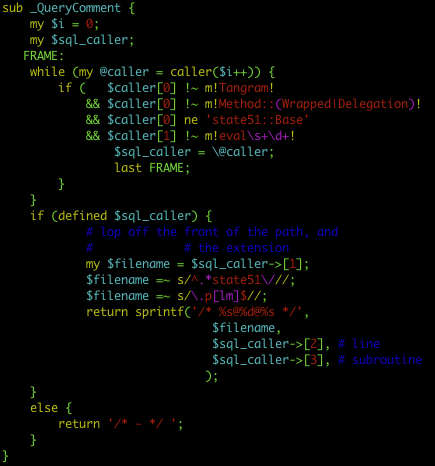 sub _QueryComment {
    my $i = 0;
    my $sql_caller;
   FRAME:
    while (my @caller = caller($i++)) {
        if (   $caller[0] !~ m!Tangram!
            && $caller[0] !~ m!Method::(Wrapped|Delegation)!
            && $caller[0] ne 'state51::Base'
            && $caller[1] !~ m!eval\s+\d+!
                $sql_caller = \@caller;
                last FRAME;
        }
    }
    if (defined $sql_caller) {
            # lop off the front of the path, and
            #             # the extension
            my $filename = $sql_caller->[1];
            $filename =~ s/^.*state51\///;
            $filename =~ s/\.p[lm]$//;
            return sprintf('/* %s@%d@%s */',
                              $filename,
                              $sql_caller->[2], # line
                              $sql_caller->[3], # subroutine
                             );
    }
    else {
        return '/* - */ ';
    }
}